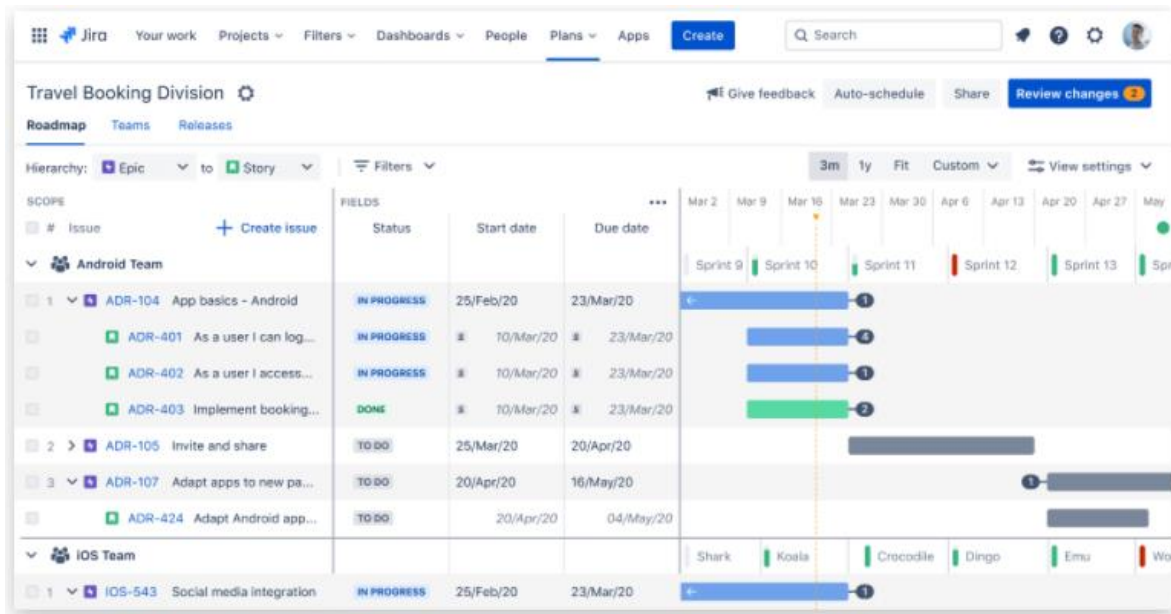 Jira Your work Projects Filters Dashboards People Plans Apps Create Search
Travel Booking Division Give feedback Auto-schedule Share Review changes 2
Roadmap Teams Releases
Hierarchy: Epic to Story Filters 3m 1y Fit Custom View settings
SCOPE FIELDS ••• Mar 2 Mar 9 Mar 16 Mar 23 Mar 30 Apr 6 Apr 13 Apr 20 Apr 27 May
# Issue + Create issue Status Start date Due date
Android Team Sprint 9 Sprint 10 Sprint 11 Sprint 12 Sprint 13 Spr
1 ADR-104 App basics - Android IN PROGRESS 25/Feb/20 23/Mar/20 1
ADR-401 As a user I can log... IN PROGRESS S 10/Mar/20 S 23/Mar/20 4
ADR-402 As a user I access... IN PROGRESS S 10/Mar/20 S 23/Mar/20 1
ADR-403 Implement booking... DONE S 10/Mar/20 S 23/Mar/20 2
2 ADR-105 Invite and share TO DO 25/Mar/20 20/Apr/20
3 ADR-107 Adapt apps to new pa... TO DO 20/Apr/20 16/May/20 1
ADR-424 Adapt Android app... TO DO 20/Apr/20 04/May/20
iOS Team Shark Koala Crocodile Dingo Emu Wo
1 IOS-543 Social media integration IN PROGRESS 25/Feb/20 23/Mar/20 1